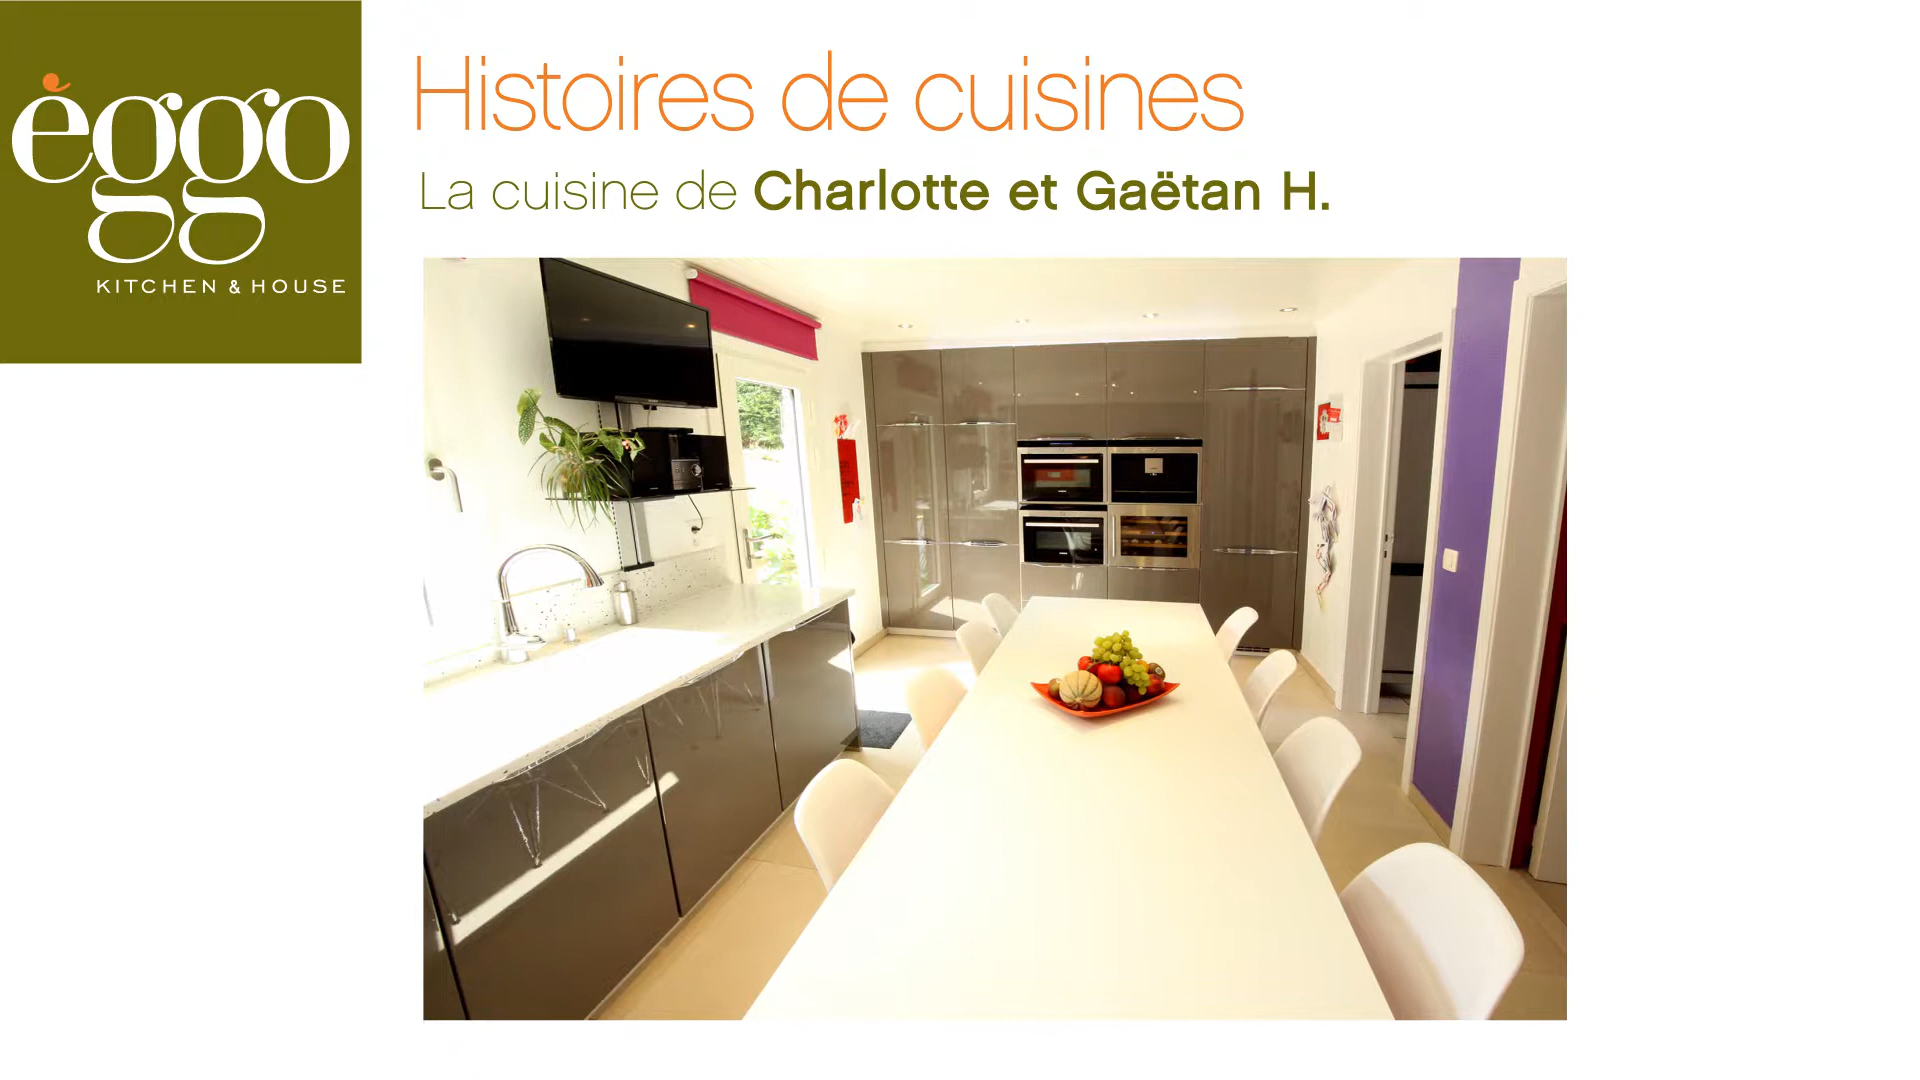 èggo
KITCHEN & HOUSE
Histoires de cuisines
La cuisine de Charlotte et Gaëtan H.